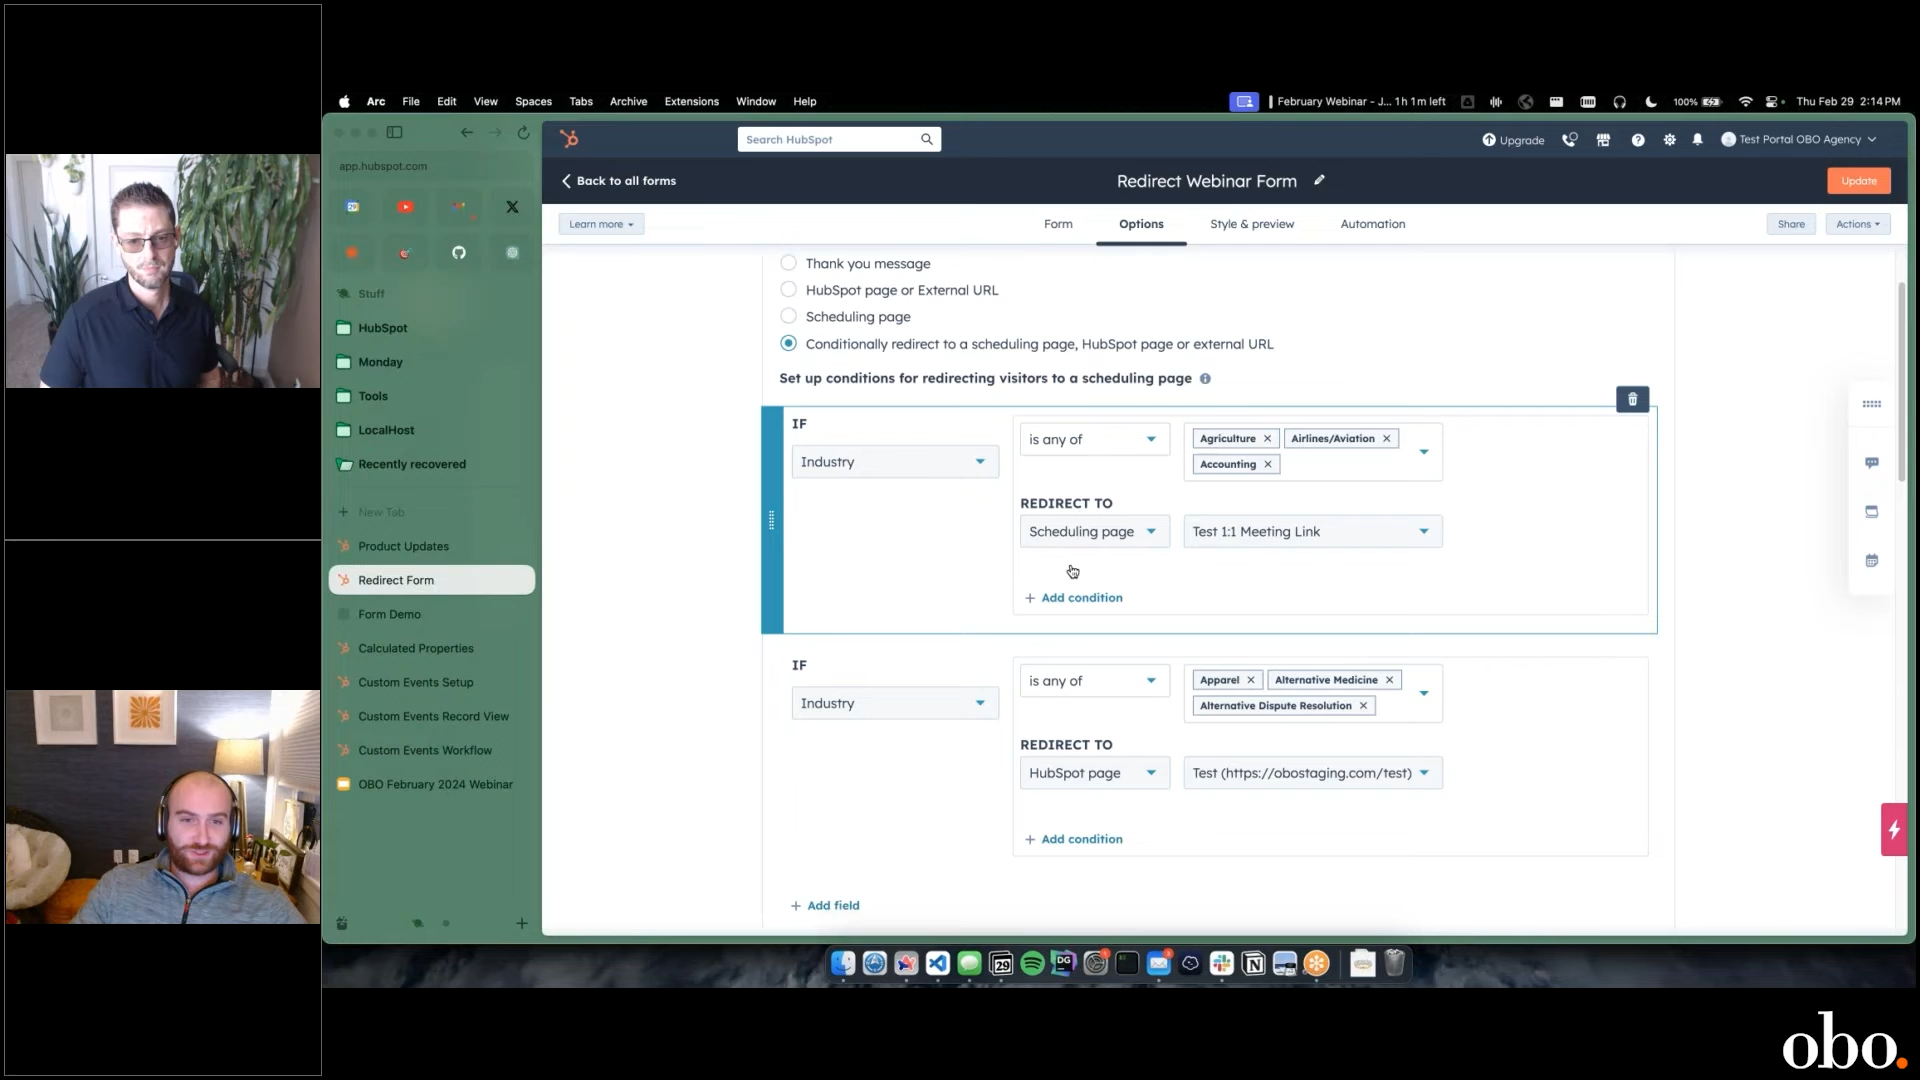 Arc File Edit View Spaces Tabs Archive Extensions Window Help
February Webinar - J... 1h 1m left 100% Thu Feb 29 2:14 PM
Search HubSpot
Upgrade
Test Portal OBO Agency
app.hubspot.com
Back to all forms
Redirect Webinar Form
Update
Learn more
Form Options Style & preview Automation
Share Actions
Stuff
HubSpot
Monday
Tools
LocalHost
Recently recovered
+ New Tab
Product Updates
Redirect Form
Form Demo
Calculated Properties
Custom Events Setup
Custom Events Record View
Custom Events Workflow
OBO February 2024 Webinar
Thank you message
HubSpot page or External URL
Scheduling page
Conditionally redirect to a scheduling page, HubSpot page or external URL
Set up conditions for redirecting visitors to a scheduling page
IF
Industry
is any of
Agriculture × Airlines/Aviation ×
Accounting ×
REDIRECT TO
Scheduling page Test 1:1 Meeting Link
+ Add condition
IF
Industry
is any of
Apparel × Alternative Medicine ×
Alternative Dispute Resolution ×
REDIRECT TO
HubSpot page Test (https://obostaging.com/test)
+ Add condition
+ Add field
29
DG
obo.